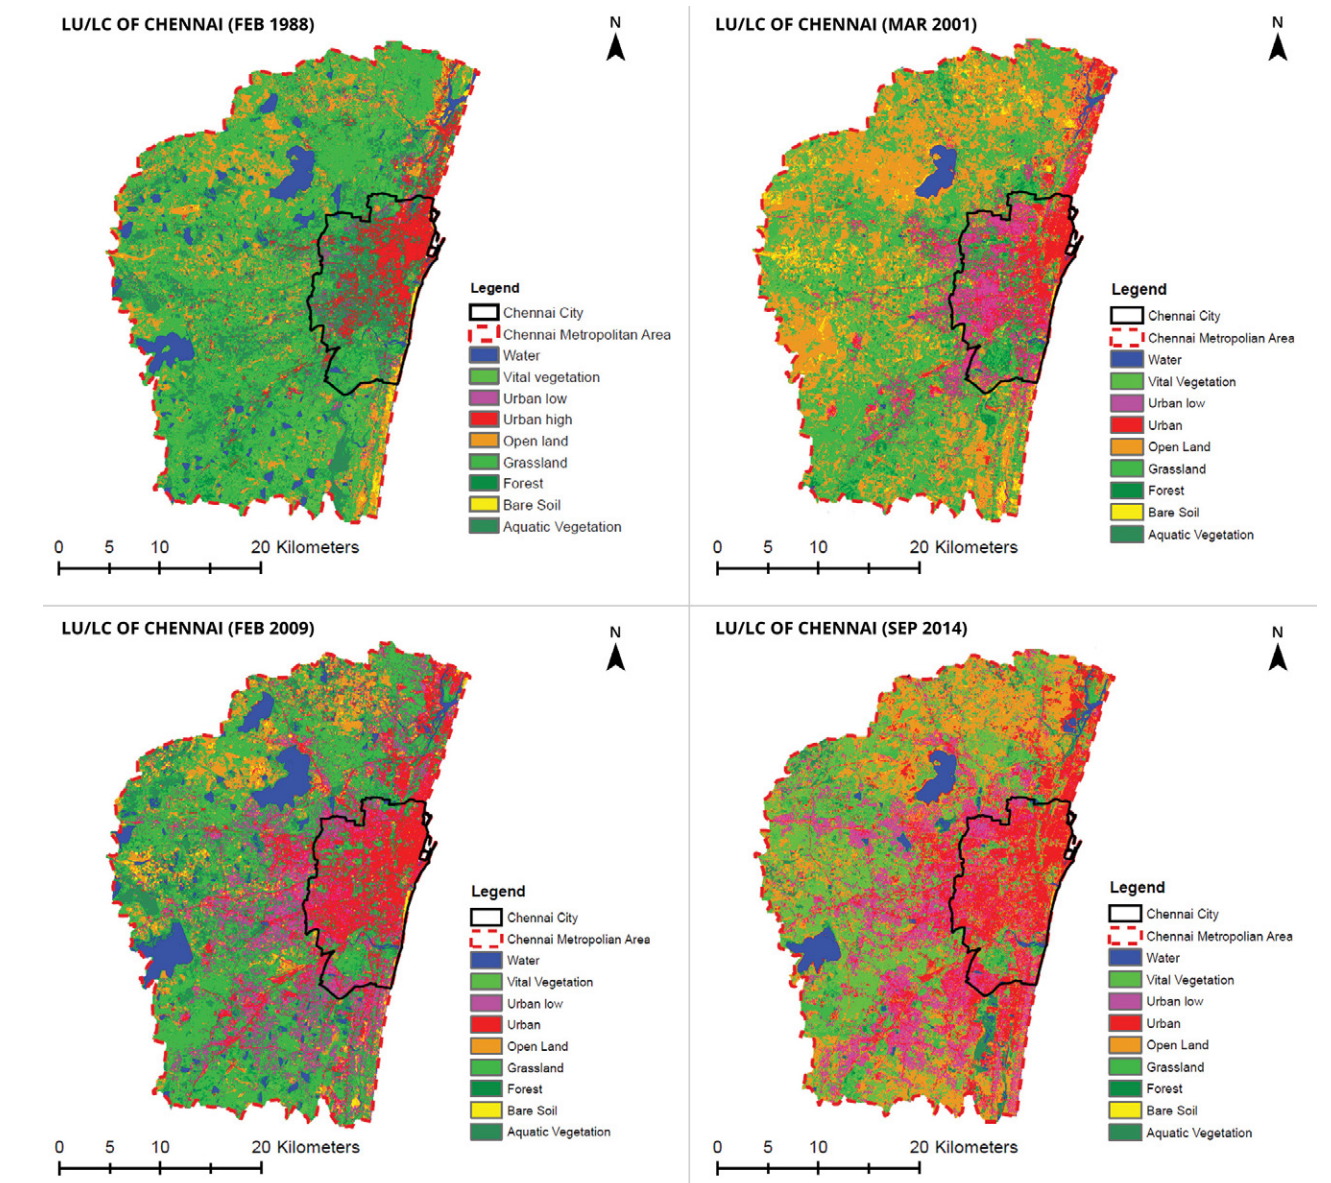 LU/LC OF CHENNAI (FEB 1988)
N
Legend
Chennai City
Chennai Metropolitan Area
Water
Vital vegetation
Urban low
Urban high
Open land
Grassland
Forest
Bare Soil
Aquatic Vegetation
0 5 10 20 Kilometers
LU/LC OF CHENNAI (MAR 2001)
N
Legend
Chennai City
Chennai Metropolian Area
Water
Vital Vegetation
Urban low
Urban
Open Land
Grassland
Forest
Bare Soil
Aquatic Vegetation
0 5 10 20 Kilometers
LU/LC OF CHENNAI (FEB 2009)
N
Legend
Chennai City
Chennai Metropolian Area
Water
Vital Vegetation
Urban low
Urban
Open Land
Grassland
Forest
Bare Soil
Aquatic Vegetation
0 5 10 20 Kilometers
LU/LC OF CHENNAI (SEP 2014)
N
Legend
Chennai City
Chennai Metropolian Area
Water
Vital Vegetation
Urban low
Urban
Open Land
Grassland
Forest
Bare Soil
Aquatic Vegetation
0 5 10 20 Kilometers